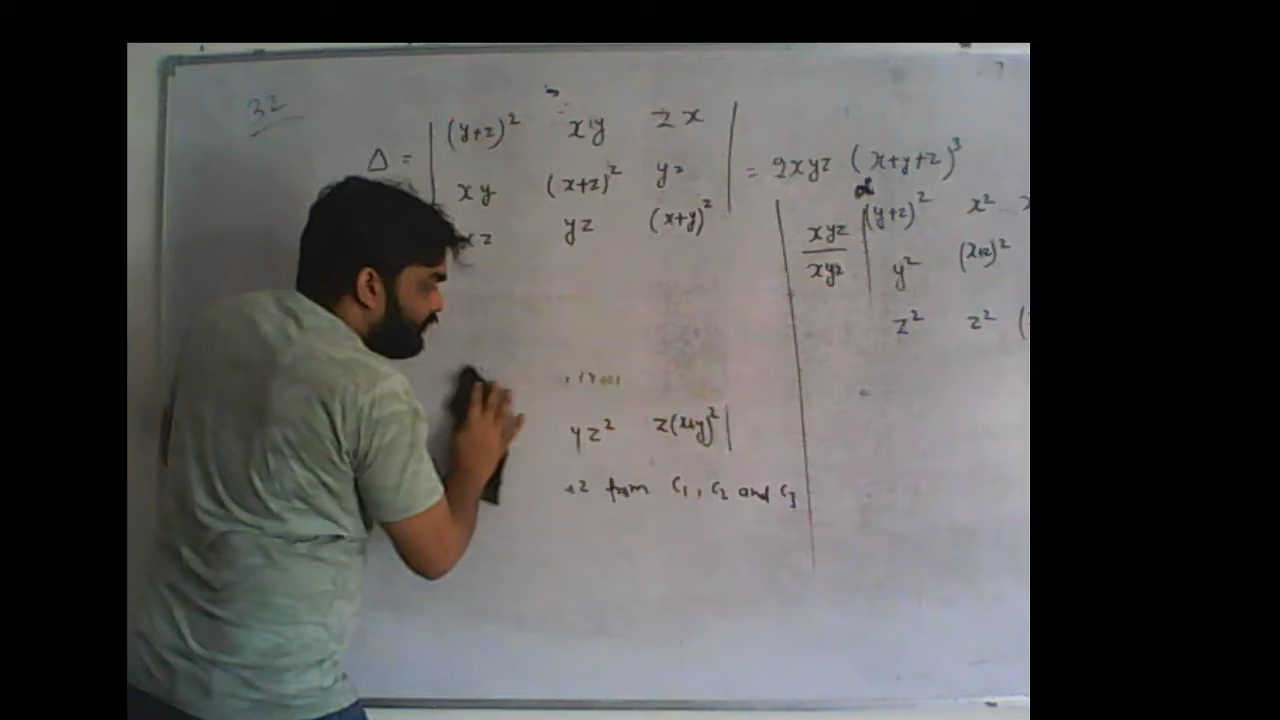 32
Δ = | (y+z)² xy zx | = 2xyz (x+y+z)³
xy (x+z)² yz
xz yz (x+y)²
xyz / xyz | (y+z)² x²
y² (x+z)²
z² z² (
yz² z(x+y)² |
z from C₁, C₂ and C₃